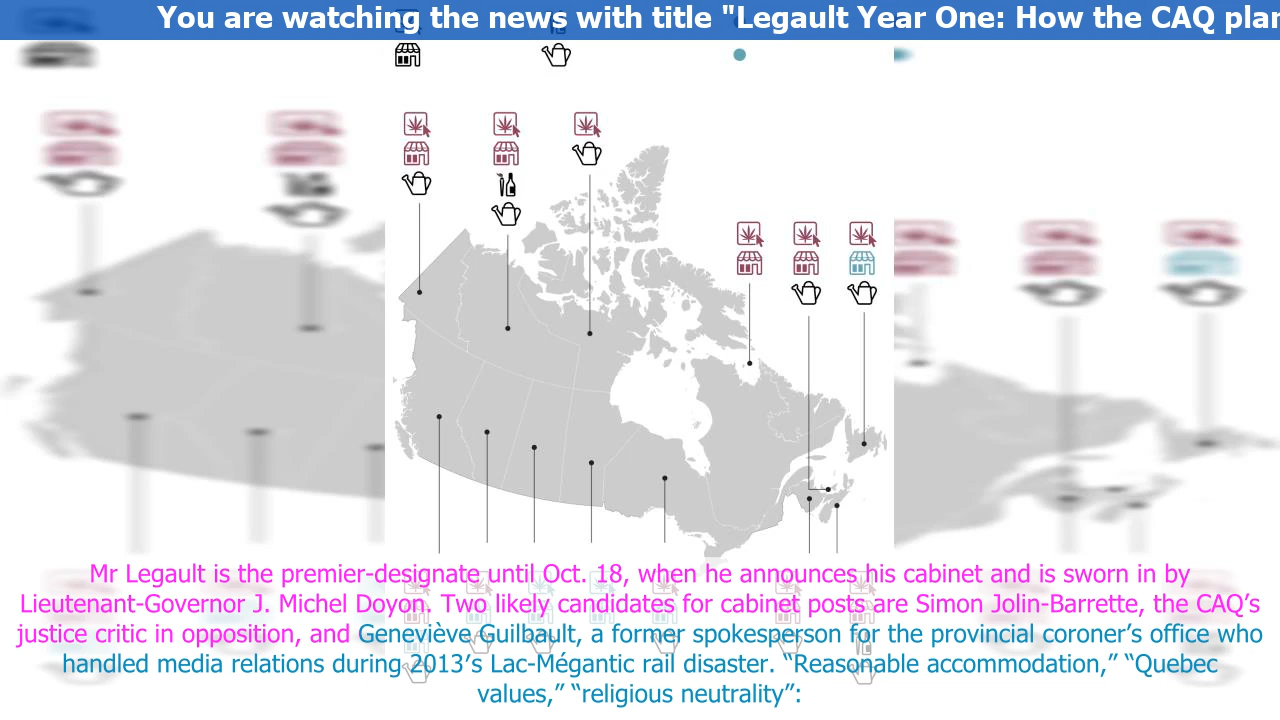 You are watching the news with title "Legault Year One: How the CAQ plan
Mr Legault is the premier-designate until Oct. 18, when he announces his cabinet and is sworn in by
Lieutenant-Governor J. Michel Doyon. Two likely candidates for cabinet posts are Simon Jolin-Barrette, the CAQ’s
justice critic in opposition, and Geneviève Guilbault, a former spokesperson for the provincial coroner’s office who
handled media relations during 2013’s Lac-Mégantic rail disaster. “Reasonable accommodation,” “Quebec
values,” “religious neutrality”: